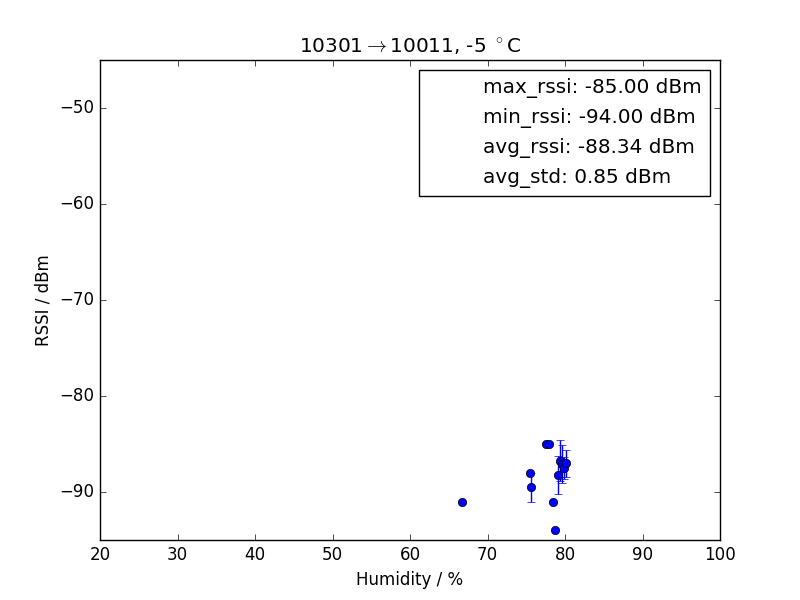 10301→10011, -5 °C
max_rssi: -85.00 dBm
min_rssi: -94.00 dBm
avg_rssi: -88.34 dBm
avg_std: 0.85 dBm
RSSI / dBm
−50
−60
−70
−80
−90
20 30 40 50 60 70 80 90 100
Humidity / %